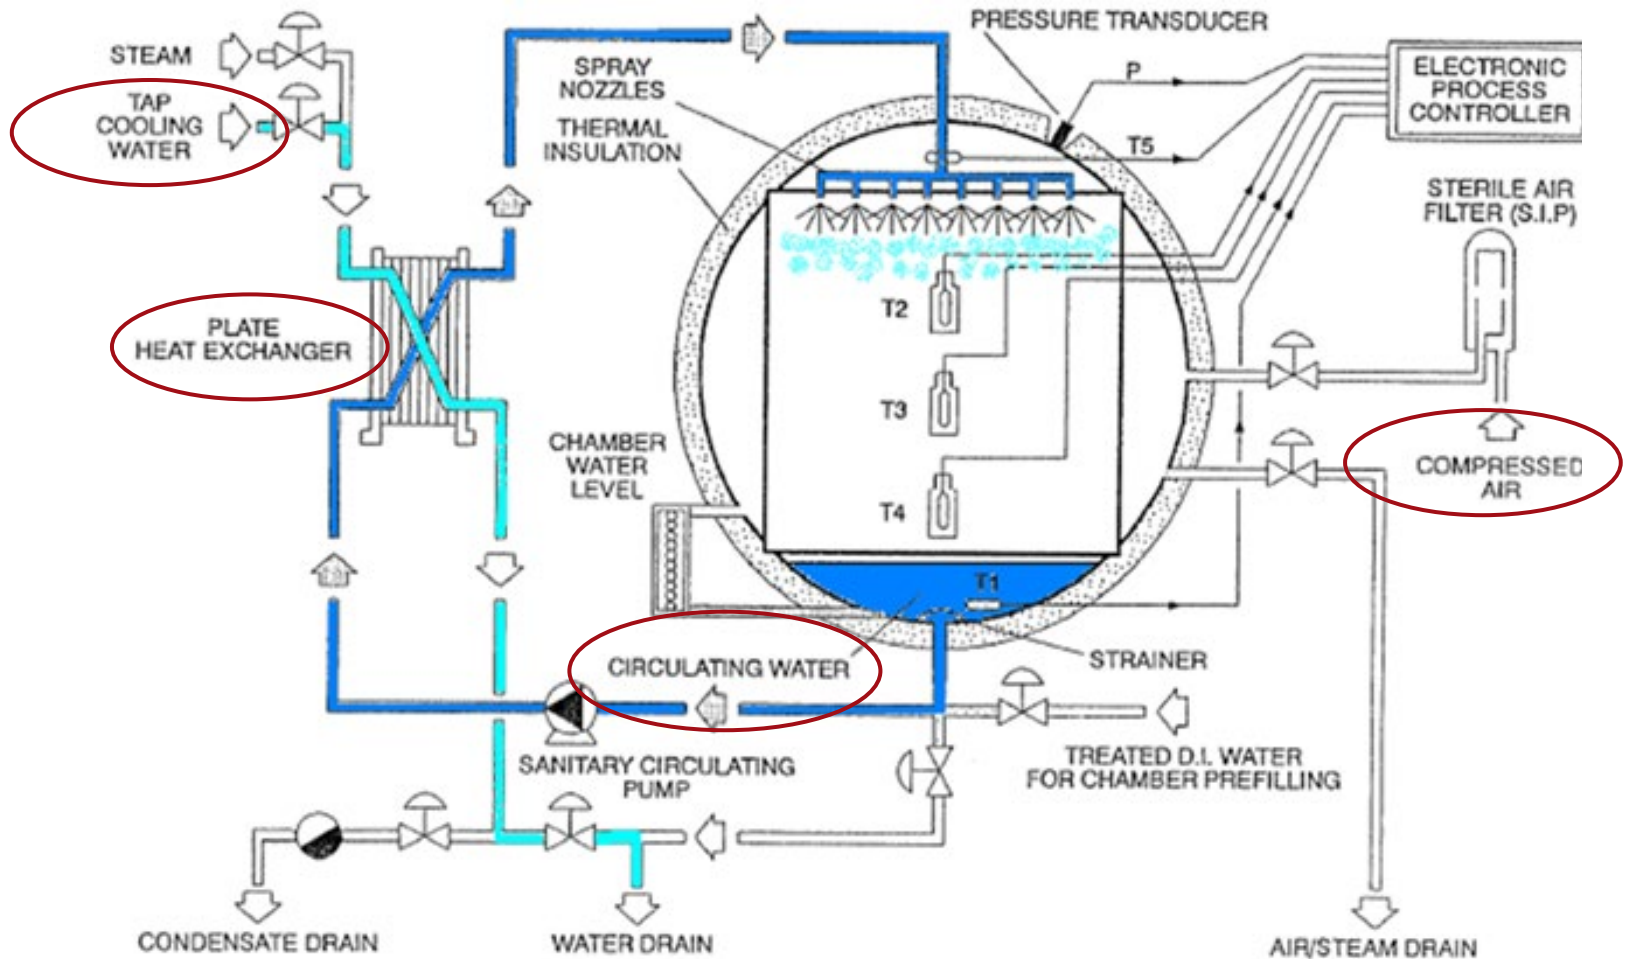 PRESSURE TRANSDUCER
STEAM
SPRAY
NOZZLES
P
ELECTRONIC
PROCESS
CONTROLLER
TAP
COOLING
WATER
THERMAL
INSULATION
T5
STERILE AIR
FILTER (S.I.P)
T2
PLATE
HEAT EXCHANGER
T3
CHAMBER
WATER
LEVEL
COMPRESSED
AIR
T4
T1
CIRCULATING WATER
STRAINER
SANITARY CIRCULATING
PUMP
TREATED D.I. WATER
FOR CHAMBER PREFILLING
CONDENSATE DRAIN
WATER DRAIN
AIR/STEAM DRAIN